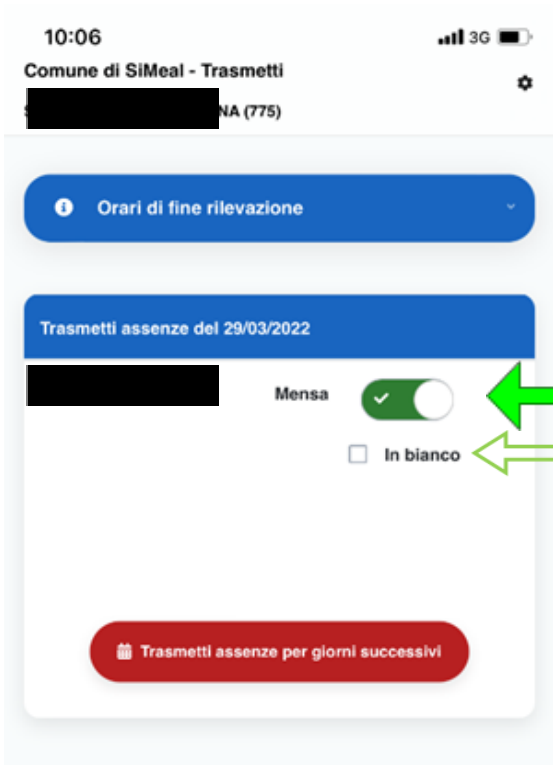 10:06 3G
Comune di SiMeal - Trasmetti
NA (775)
Orari di fine rilevazione
Trasmetti assenze del 29/03/2022
Mensa
In bianco
Trasmetti assenze per giorni successivi